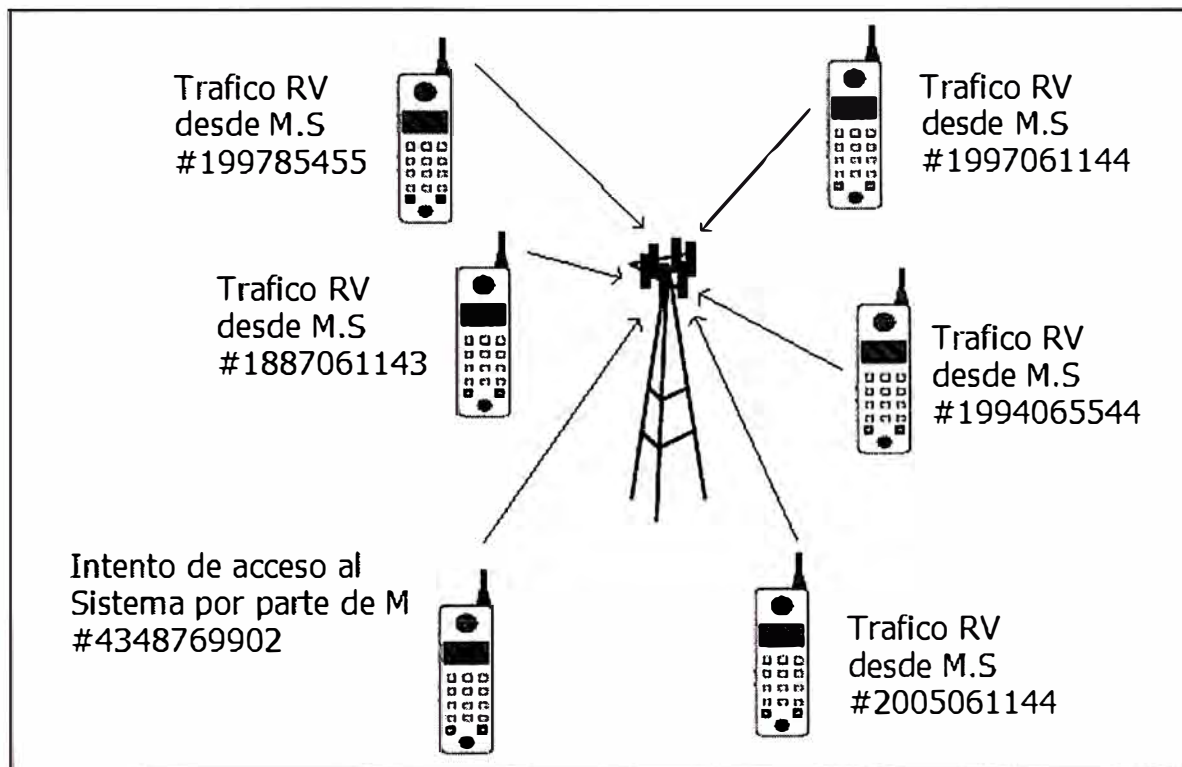 Trafico RV
desde M.S
#199785455
Trafico RV
desde M.S
#1997061144
Trafico RV
desde M.S
#1887061143
Trafico RV
desde M.S
#1994065544
Intento de acceso al
Sistema por parte de M
#4348769902
Trafico RV
desde M.S
#2005061144